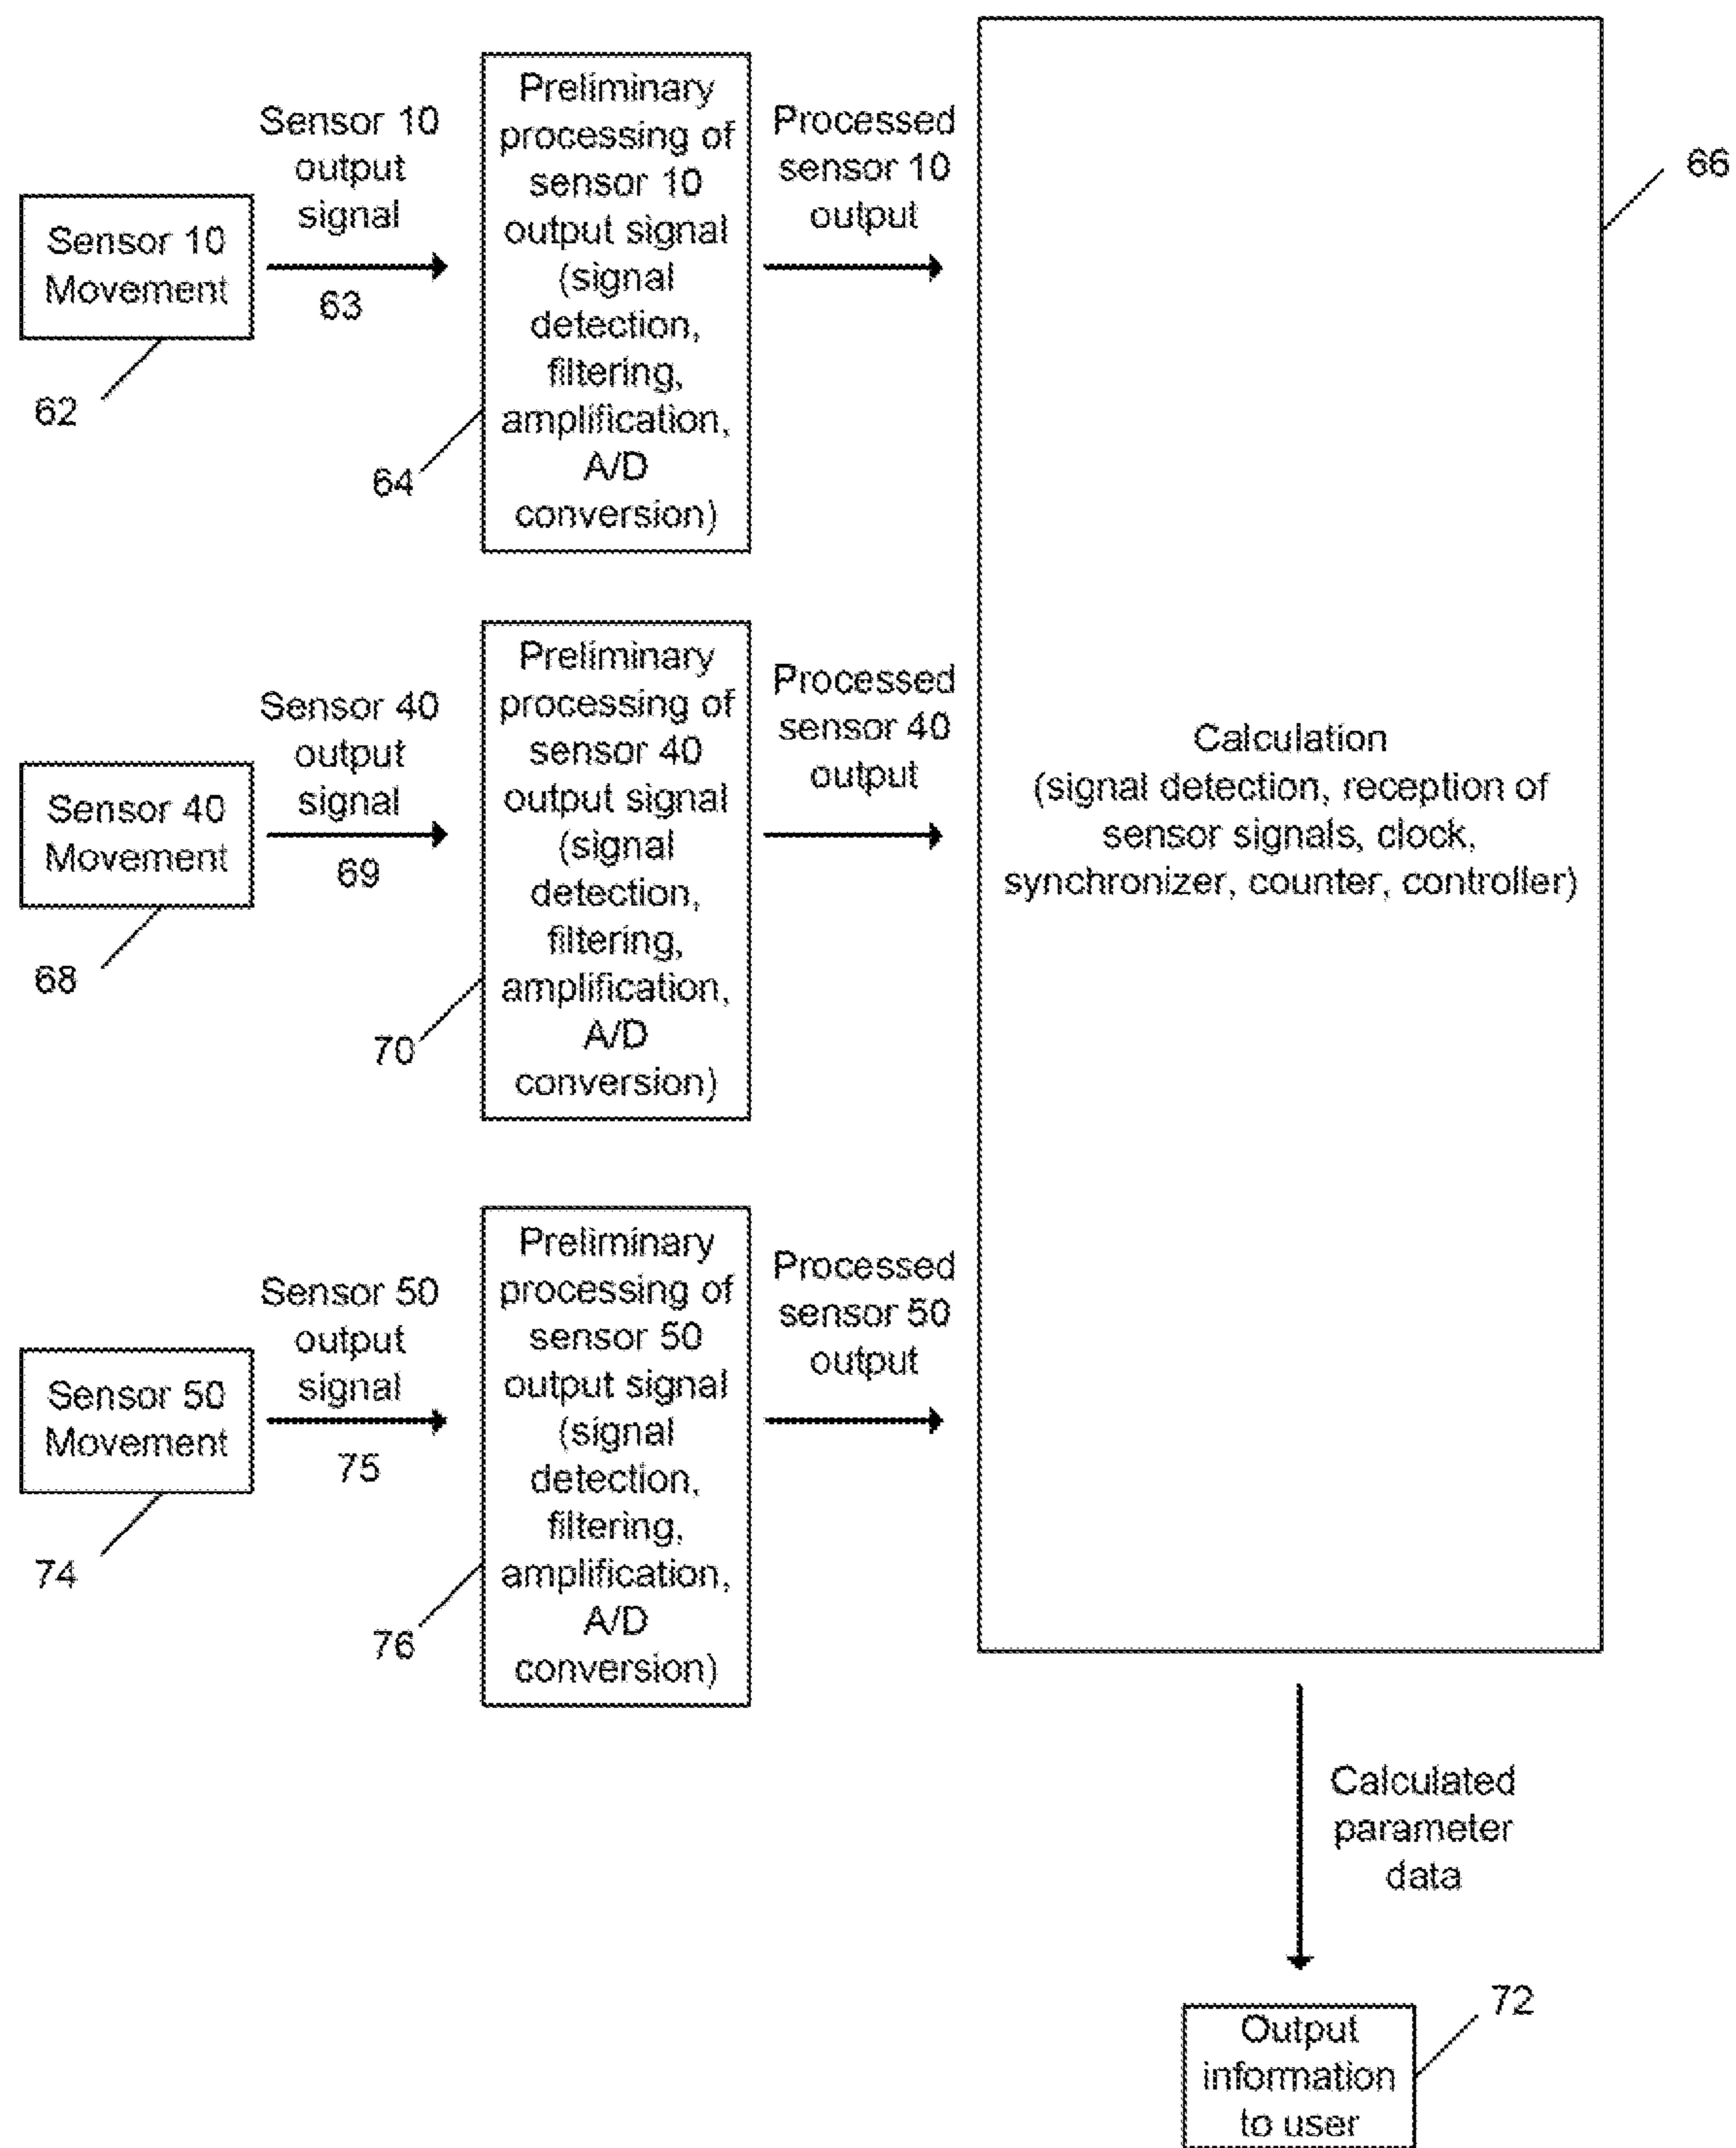 Sensor 10
Movement
62
Sensor 10
output
signal
63
Preliminary
processing of
sensor 10
output signal
(signal
detection,
filtering,
amplification,
A/D
conversion)
64
Processed
sensor 10
output
Sensor 40
Movement
68
Sensor 40
output
signal
69
Preliminary
processing of
sensor 40
output signal
(signal
detection,
filtering,
amplification,
A/D
conversion)
70
Processed
sensor 40
output
Sensor 50
Movement
74
Sensor 50
output
signal
75
Preliminary
processing of
sensor 50
output signal
(signal
detection,
filtering,
amplification,
A/D
conversion)
76
Processed
sensor 50
output
Calculation
(signal detection, reception of
sensor signals, clock,
synchronizer, counter, controller)
66
Calculated
parameter
data
Output
information
to user
72